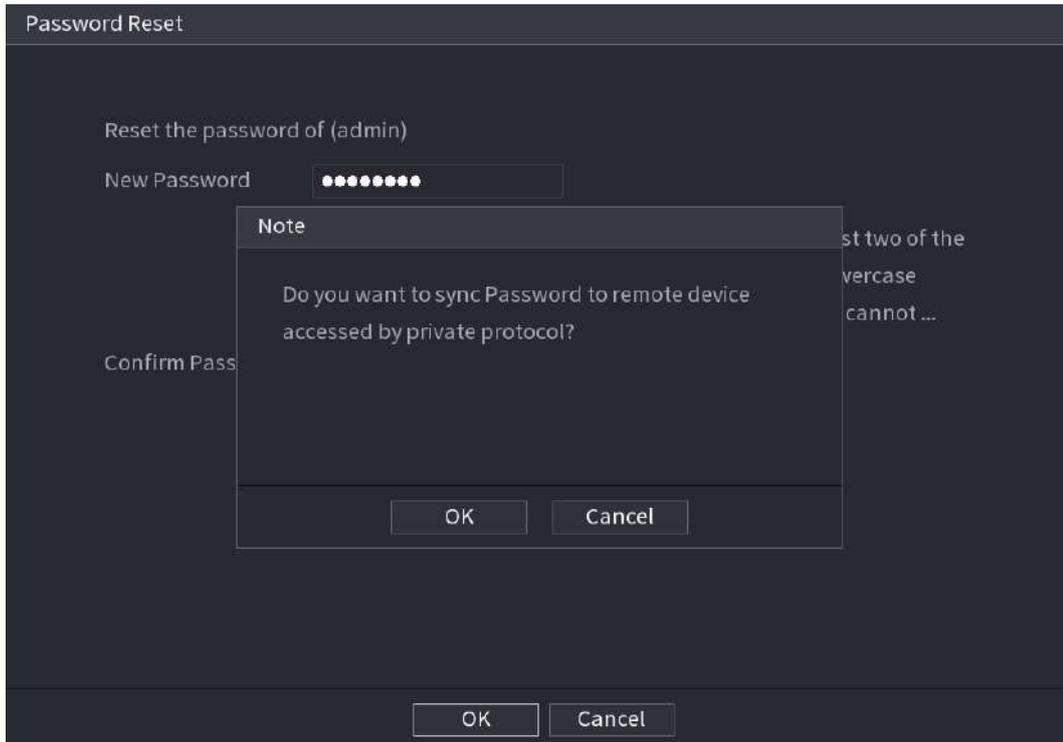 Password Reset
Reset the password of (admin)
New Password ●●●●●●●●
Note
st two of the
Do you want to sync Password to remote device
accessed by private protocol?
cannot ...
Confirm Pass
OK Cancel
OK Cancel